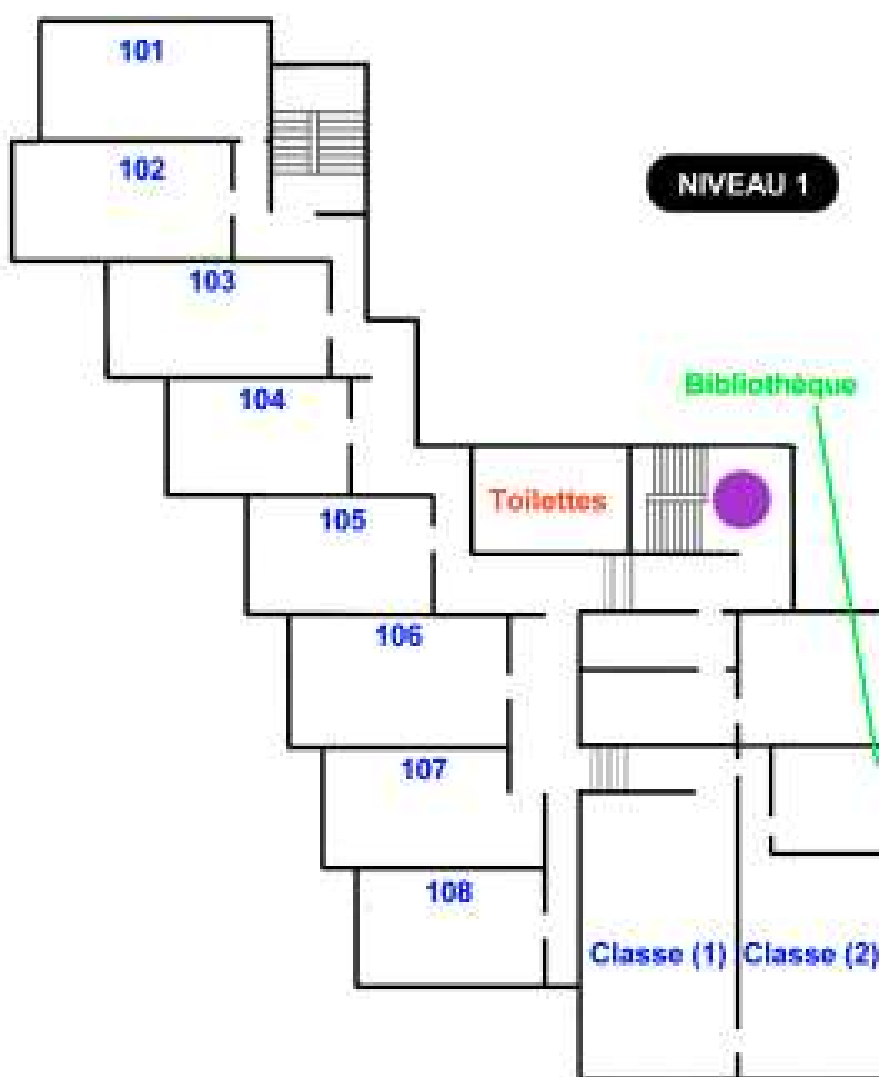 101
102
NIVEAU 1
103
Bibliothèque
104
Toilettes
105
106
107
108
Classe (1)
Classe (2)